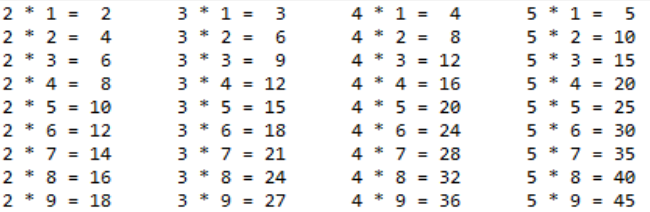 2 * 1 =  2     3 * 1 =  3     4 * 1 =  4     5 * 1 =  5
2 * 2 =  4     3 * 2 =  6     4 * 2 =  8     5 * 2 = 10
2 * 3 =  6     3 * 3 =  9     4 * 3 = 12     5 * 3 = 15
2 * 4 =  8     3 * 4 = 12     4 * 4 = 16     5 * 4 = 20
2 * 5 = 10     3 * 5 = 15     4 * 5 = 20     5 * 5 = 25
2 * 6 = 12     3 * 6 = 18     4 * 6 = 24     5 * 6 = 30
2 * 7 = 14     3 * 7 = 21     4 * 7 = 28     5 * 7 = 35
2 * 8 = 16     3 * 8 = 24     4 * 8 = 32     5 * 8 = 40
2 * 9 = 18     3 * 9 = 27     4 * 9 = 36     5 * 9 = 45